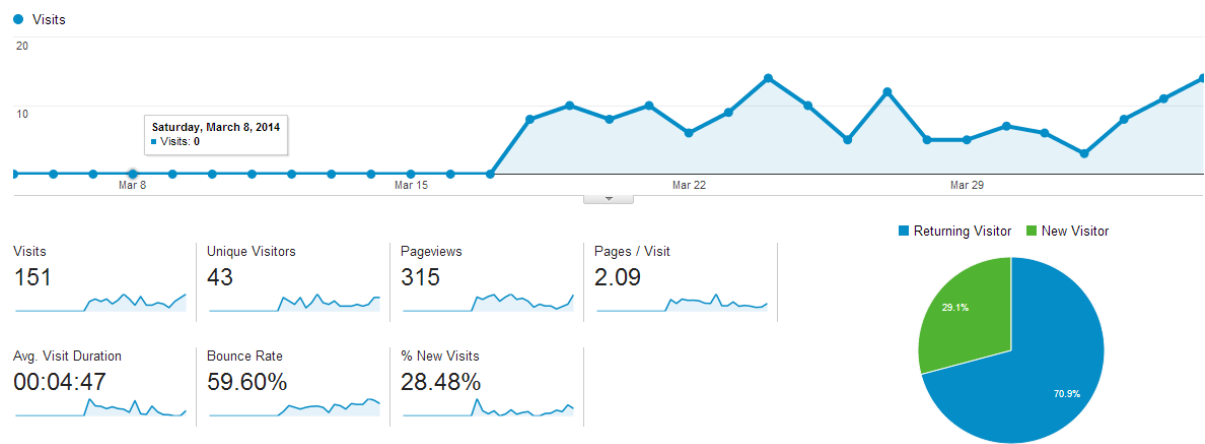 Visits
20
10
Saturday, March 8, 2014
Visits: 0
Mar 8
Mar 15
Mar 22
Mar 29
Visits
151
Unique Visitors
43
Pageviews
315
Pages / Visit
2.09
Avg. Visit Duration
00:04:47
Bounce Rate
59.60%
% New Visits
28.48%
Returning Visitor
New Visitor
29.1%
70.9%